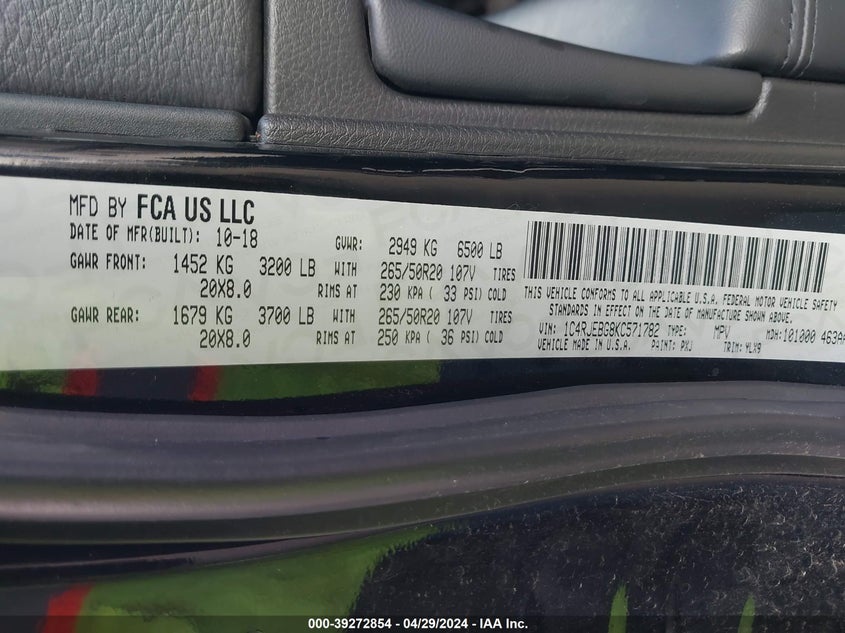 MFD BY FCA US LLC
DATE OF MFR(BUILT): 10-18 GVWR: 2949 KG 6500 LB
GAWR FRONT: 1452 KG 3200 LB WITH 265/50R20 107V TIRES
20X8.0 RIMS AT 230 KPA ( 33 PSI) COLD
GAWR REAR: 1679 KG 3700 LB WITH 265/50R20 107V TIRES
20X8.0 RIMS AT 250 KPA ( 36 PSI) COLD
THIS VEHICLE CONFORMS TO ALL APPLICABLE U.S.A. FEDERAL MOTOR VEHICLE SAFETY
STANDARDS IN EFFECT ON THE DATE OF MANUFACTURE SHOWN ABOVE.
VIN: 1C4RJEBG8KC571782 TYPE: MPV MDH:101000 463A
VEHICLE MADE IN U.S.A. PAINT: PXJ TRIM: YLX9
000-39272854 - 04/29/2024 - IAA Inc.